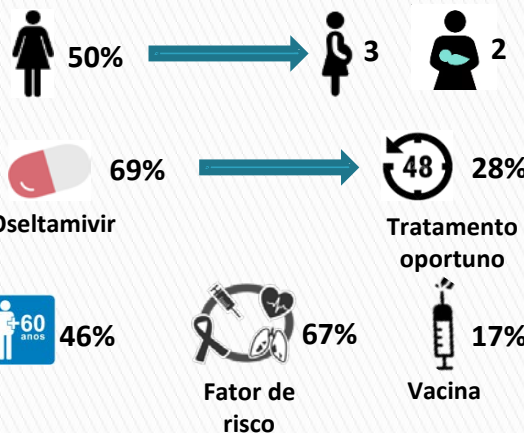 50%
3
2
69%
48
28%
Oseltamivir
Tratamento
oportuno
+60
anos
46%
67%
17%
Fator de
risco
Vacina